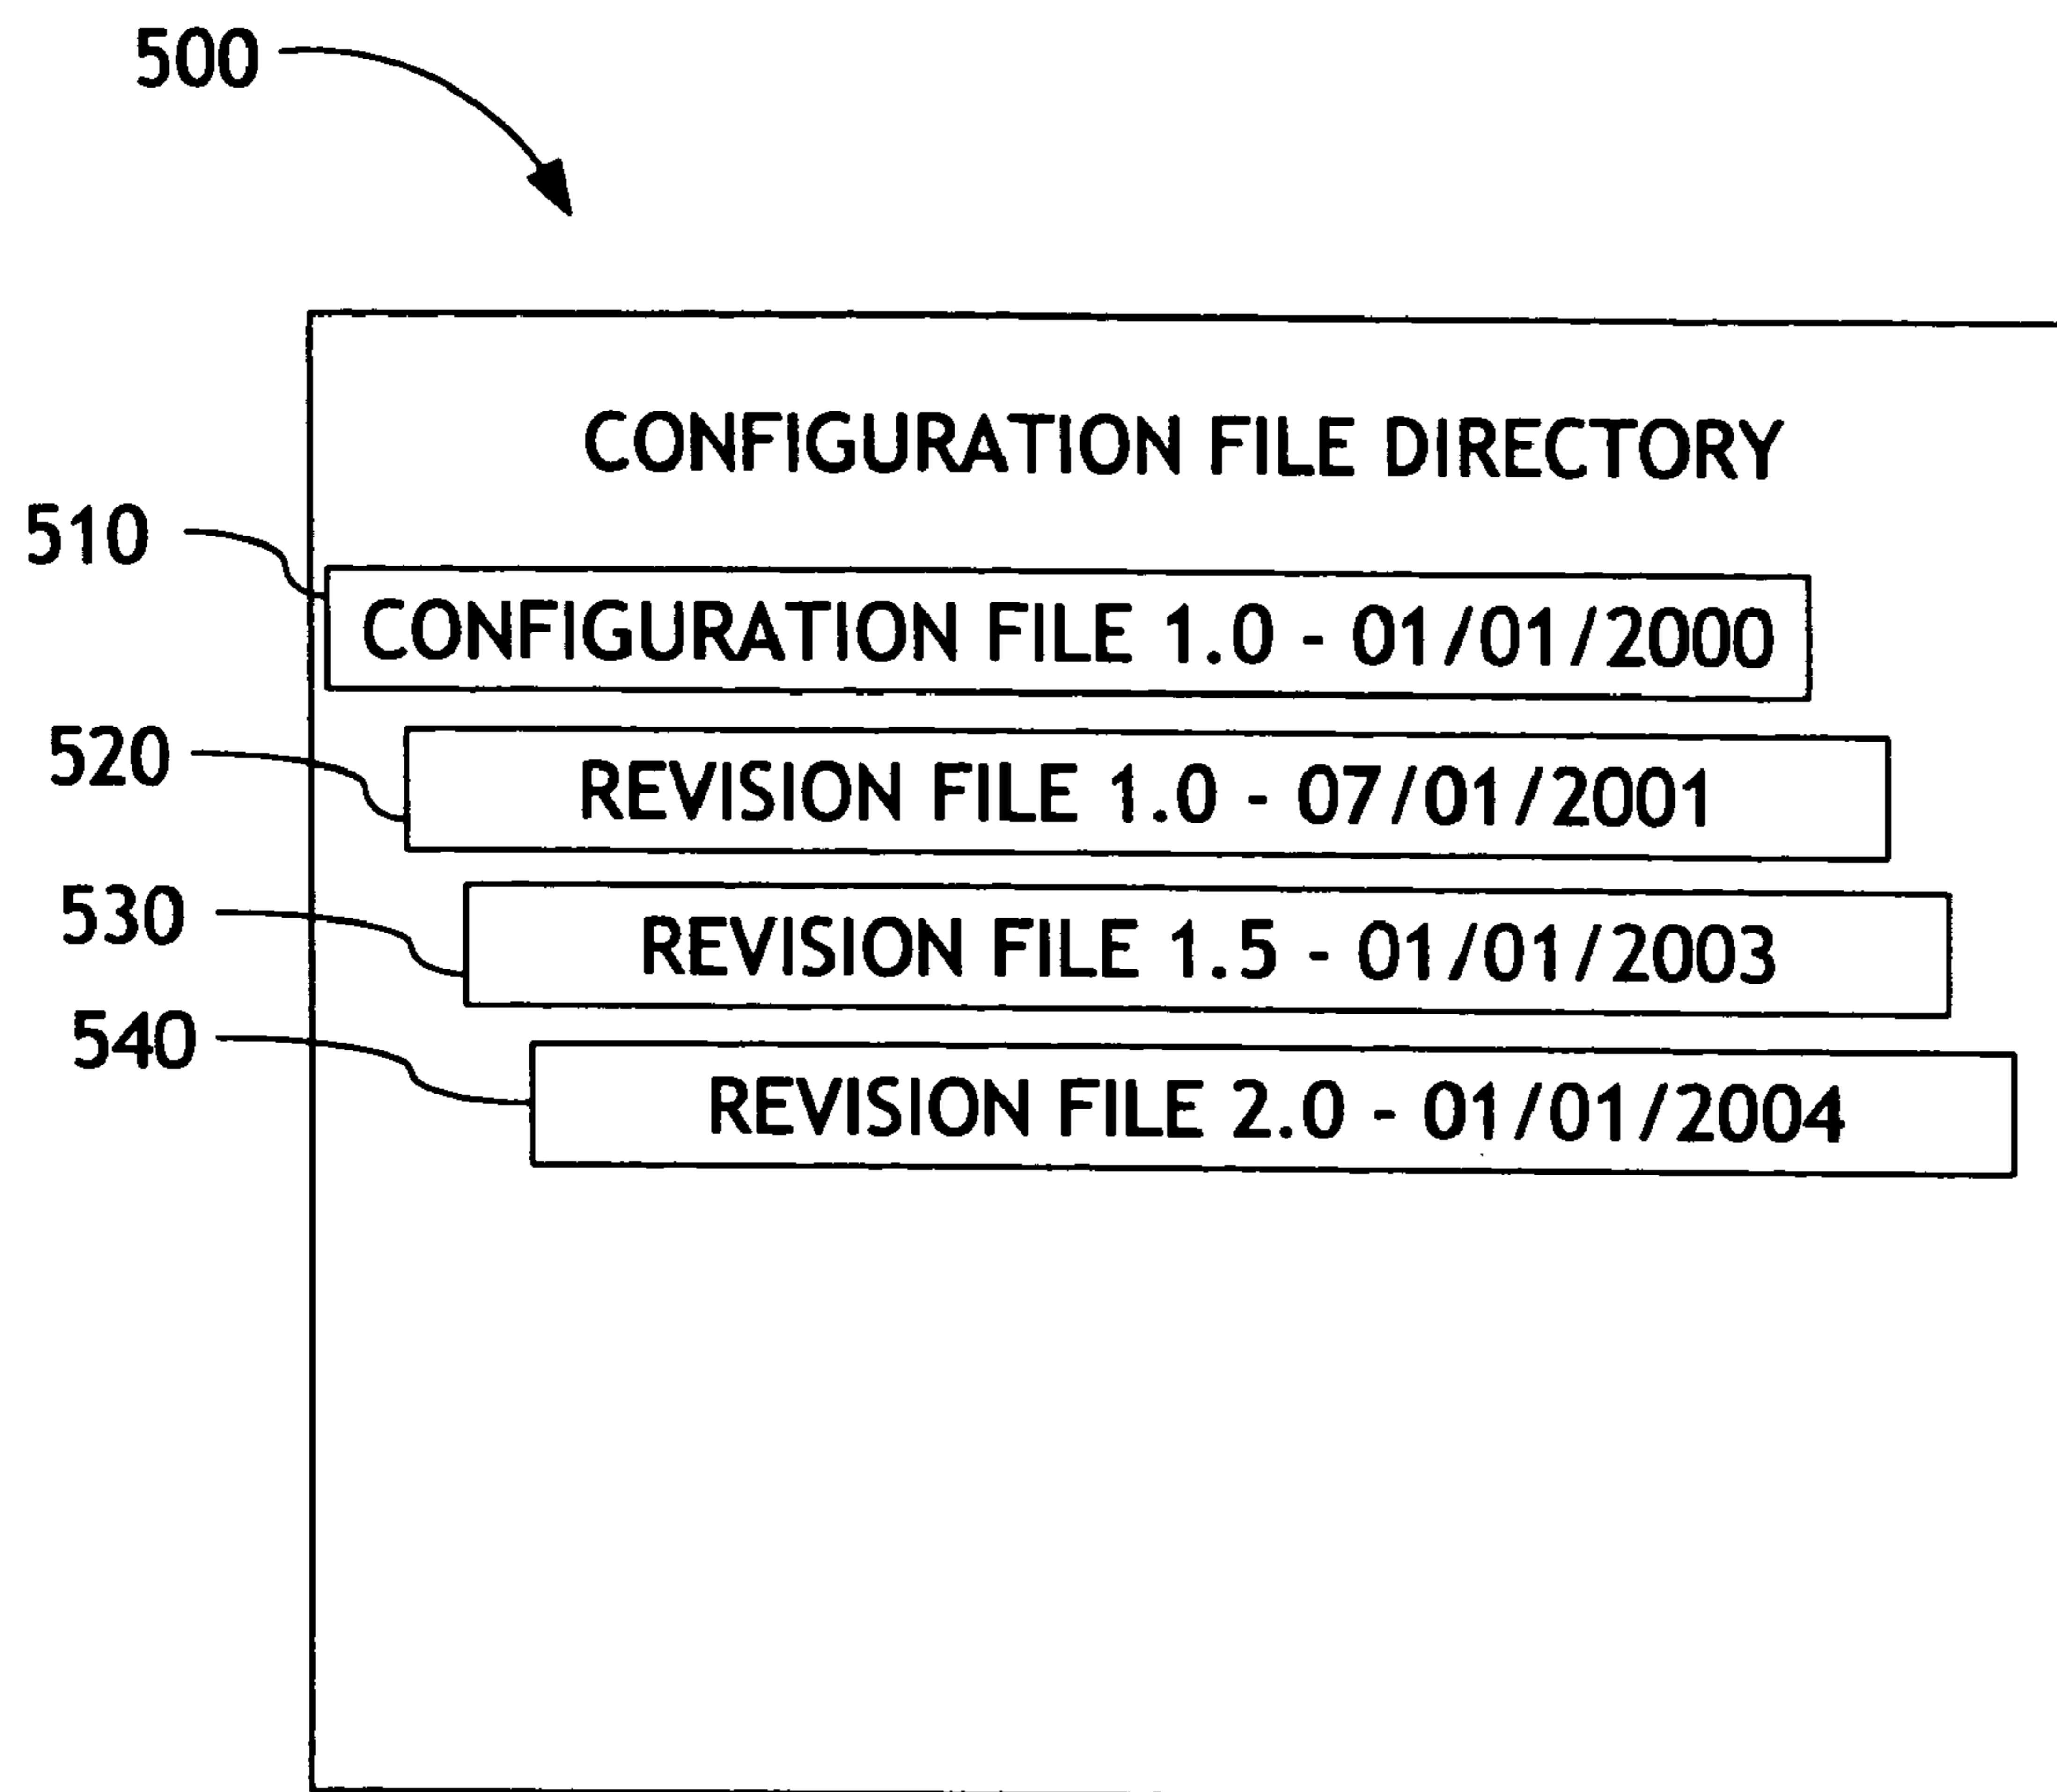 500
CONFIGURATION FILE DIRECTORY
510
CONFIGURATION FILE 1.0 - 01/01/2000
520
REVISION FILE 1.0 - 07/01/2001
530
REVISION FILE 1.5 - 01/01/2003
540
REVISION FILE 2.0 - 01/01/2004